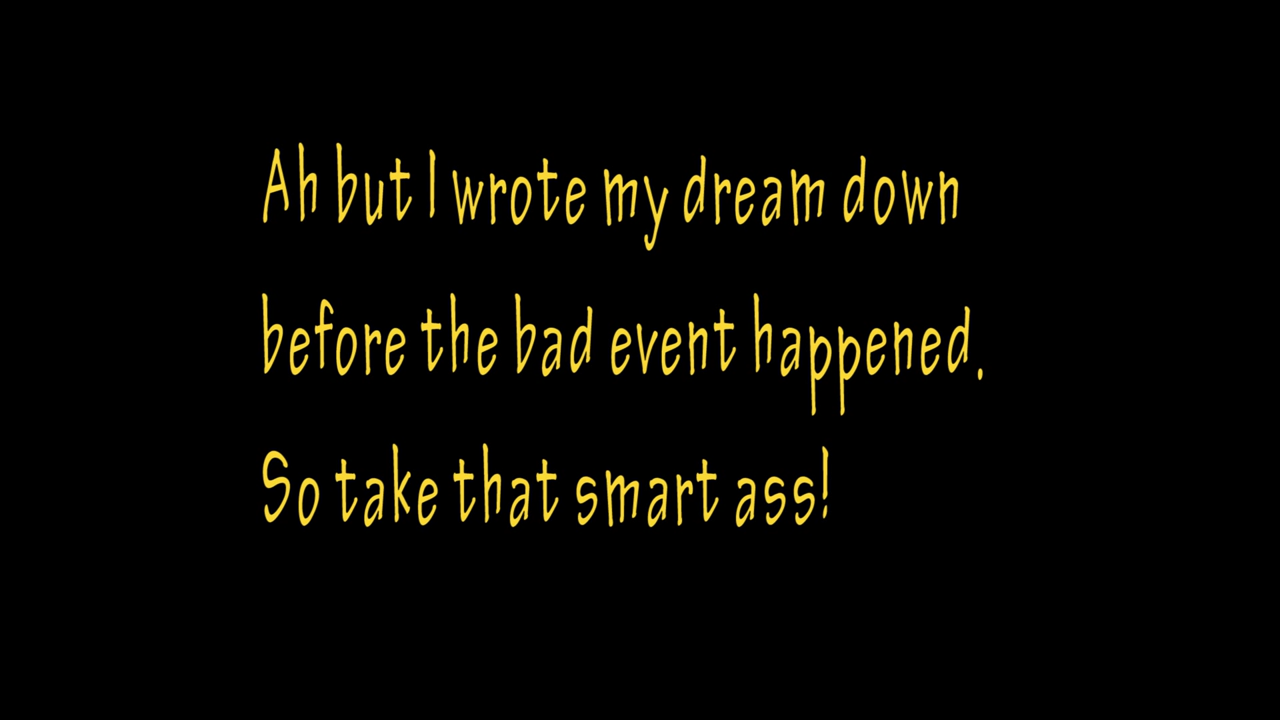 Ah but I wrote my dream down
before the bad event happened.
So take that smart ass!